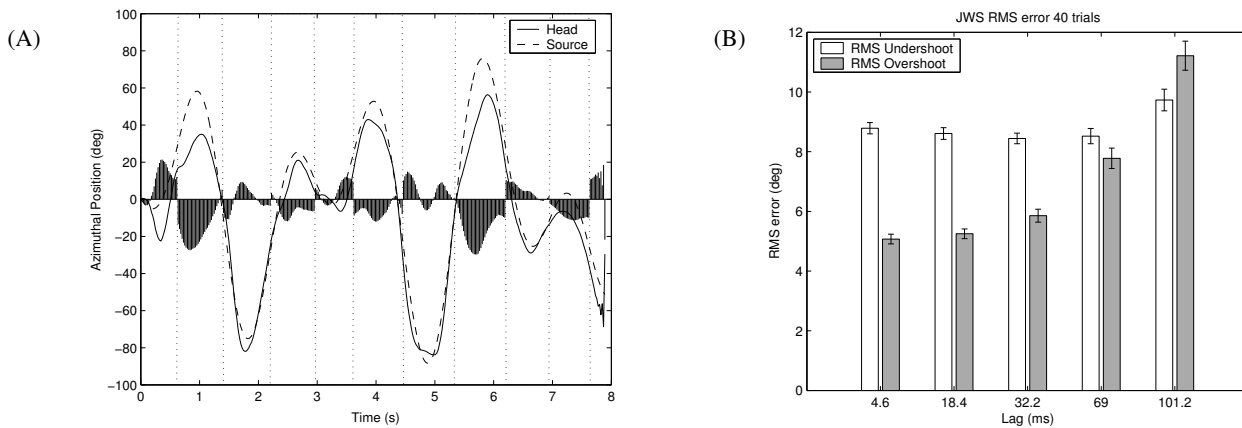 (A)
100
80
60
40
20
0
−20
−40
−60
−80
−100
Azimuthal Position (deg)
Head
Source
0 1 2 3 4 5 6 7 8
Time (s)
(B)
JWS RMS error 40 trials
12
10
8
6
4
2
0
RMS error (deg)
RMS Undershoot
RMS Overshoot
4.6 18.4 32.2 69 101.2
Lag (ms)